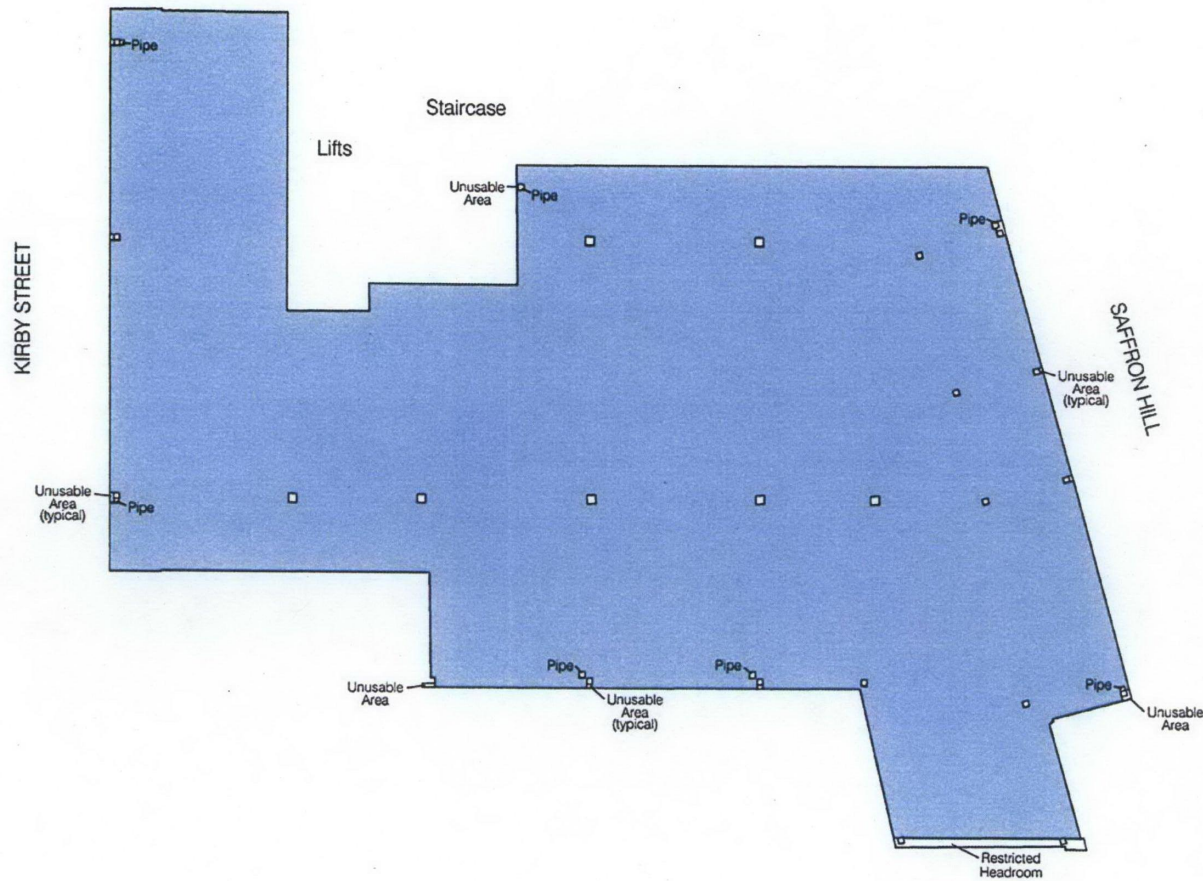 Pipe
Staircase
Lifts
Unusable
Area
Pipe
Pipe
KIRBY STREET
SAFFRON HILL
Unusable
Area
(typical)
Unusable
Area
(typical)
Pipe
Pipe
Pipe
Unusable
Area
Unusable
Area
(typical)
Pipe
Unusable
Area
Restricted
Headroom